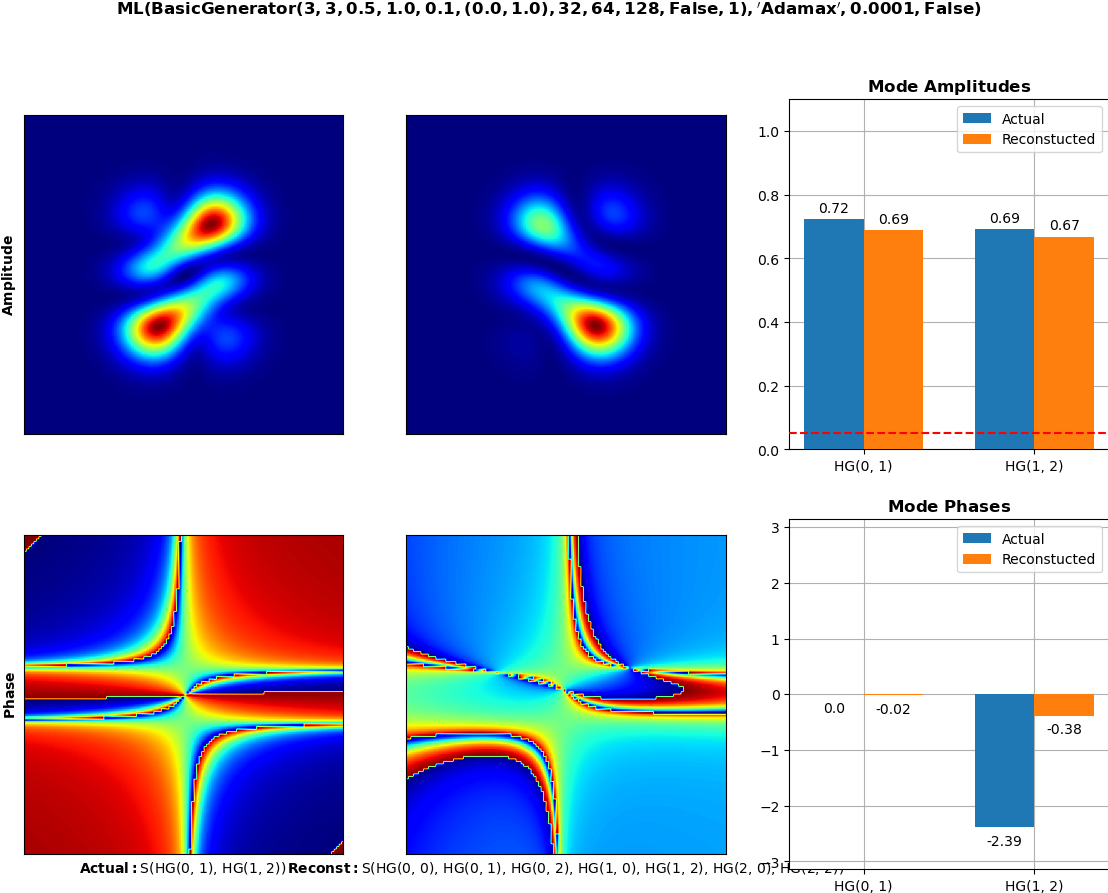 ML(BasicGenerator(3, 3, 0.5, 1.0, 0.1, (0.0, 1.0), 32, 64, 128, False, 1), ′Adamax′, 0.0001, False)
Amplitude
Mode Amplitudes
Actual
Reconstucted
1.0
0.8
0.6
0.4
0.2
0.0
0.72
0.69
0.69
0.67
HG(0, 1)
HG(1, 2)
Phase
Mode Phases
Actual
Reconstucted
3
2
1
0
−1
−2
−3
0.0
-0.02
-2.39
-0.38
HG(0, 1)
HG(1, 2)
Actual: S(HG(0, 1), HG(1, 2)) Reconst: S(HG(0, 0), HG(0, 1), HG(0, 2), HG(1, 0), HG(1, 2), HG(2, 0), HG(2, 2))